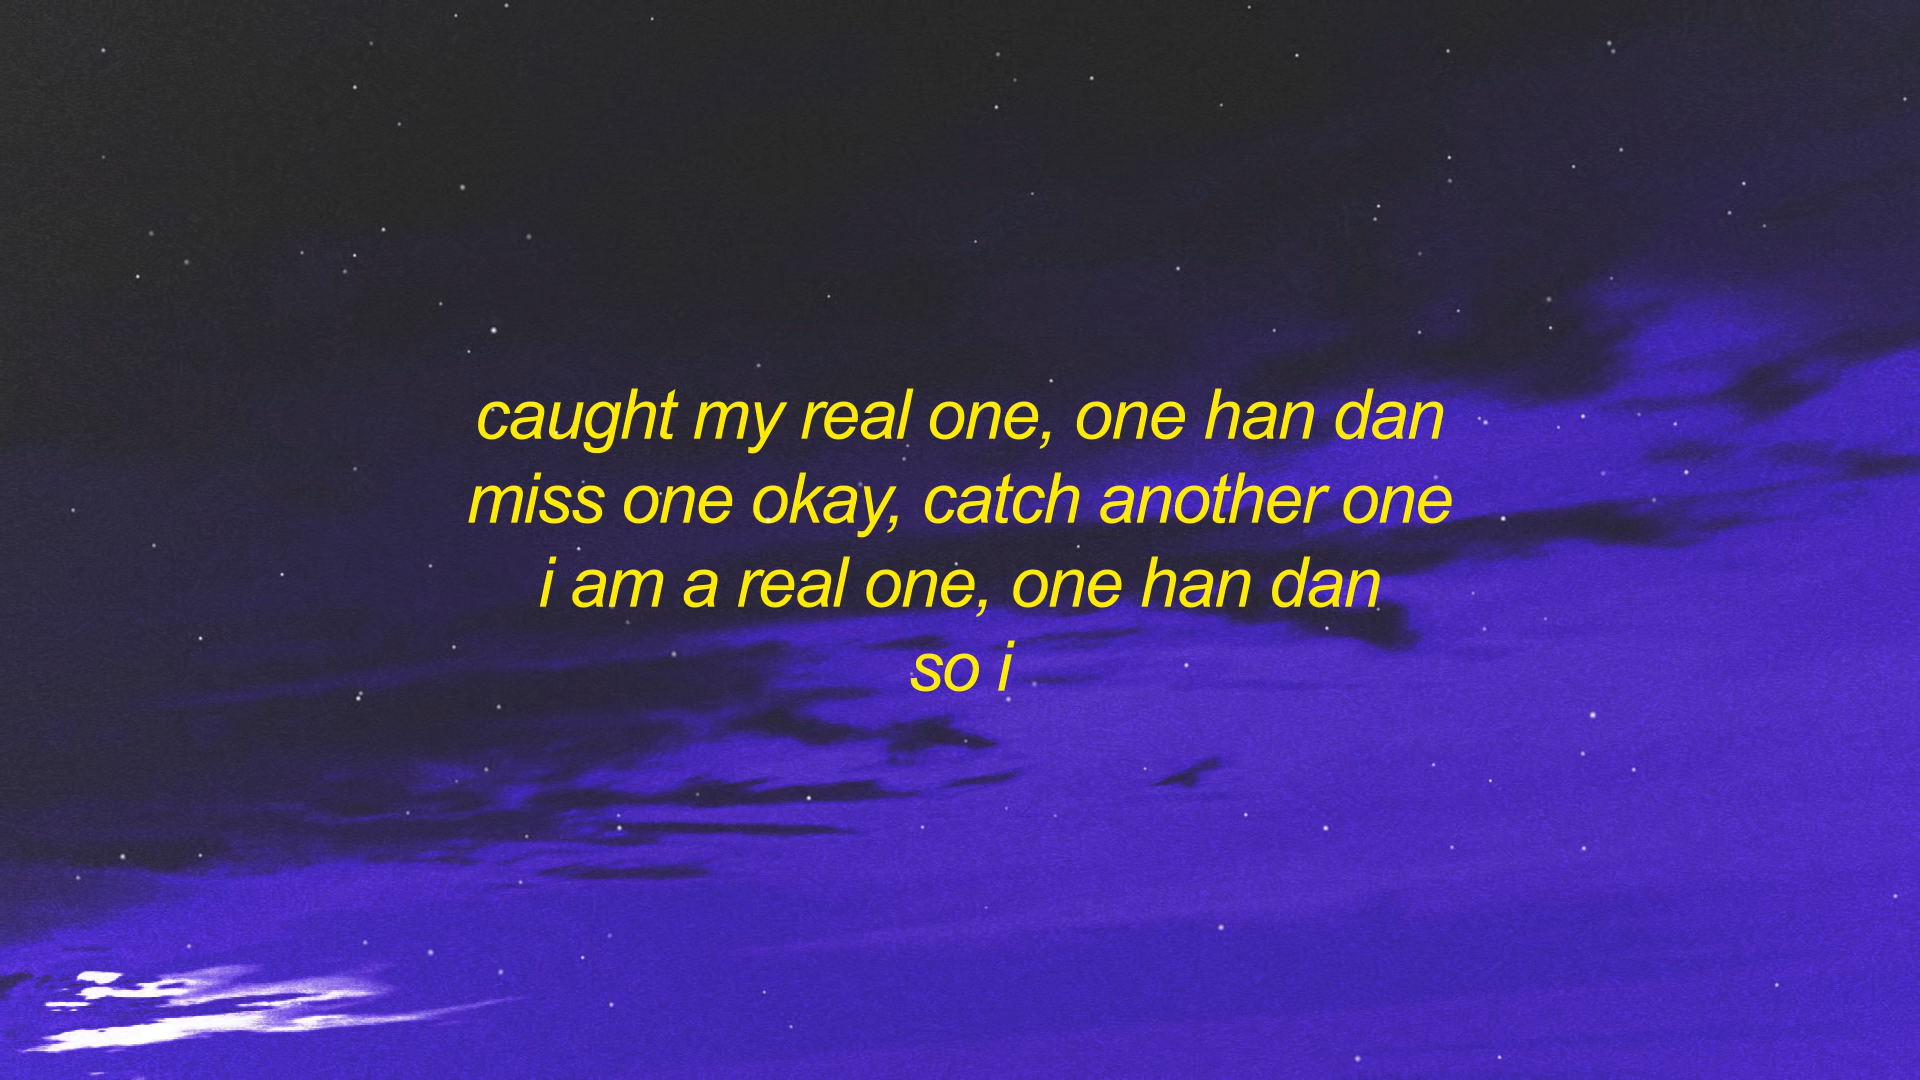 caught my real one, one han dan
miss one okay, catch another one
i am a real one, one han dan
so i